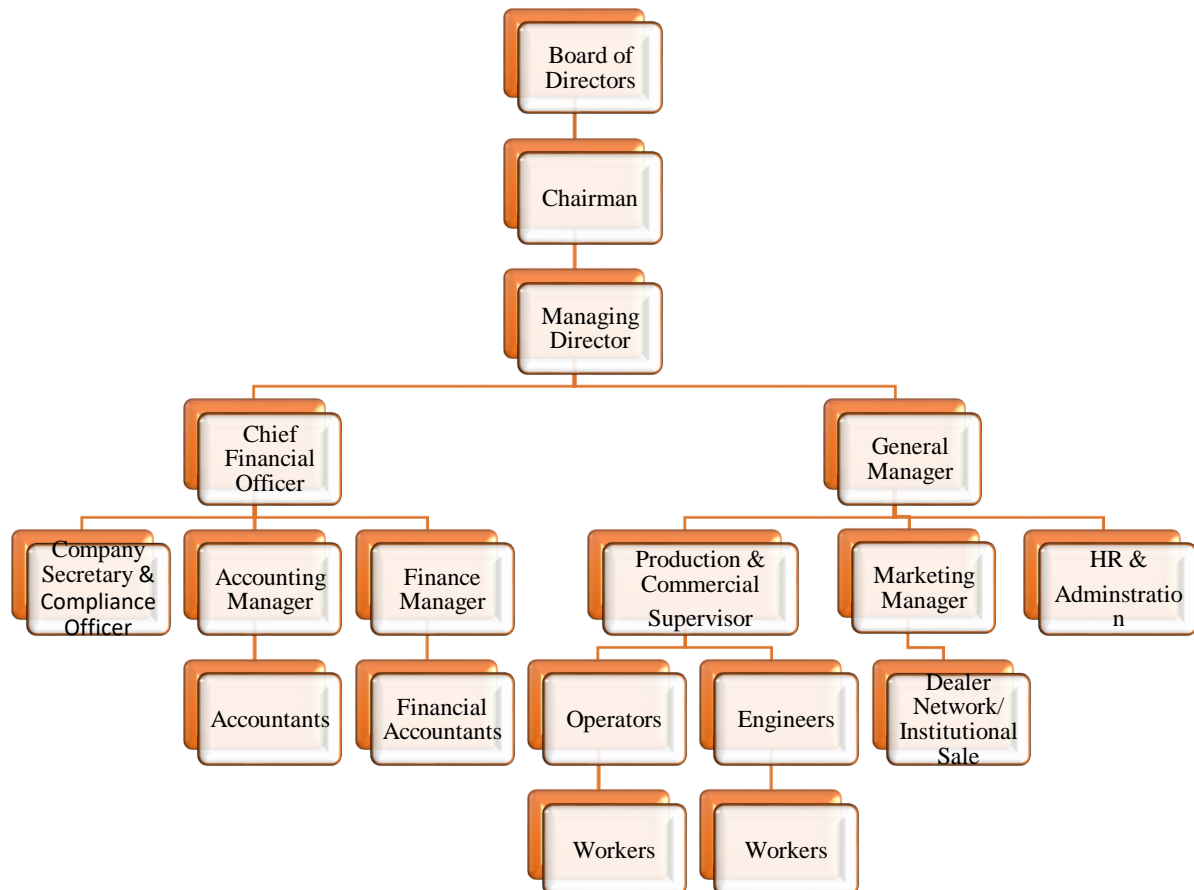 Board of
Directors
Chairman
Managing
Director
Chief
Financial
Officer
General
Manager
Company
Secretary &
Compliance
Officer
Accounting
Manager
Finance
Manager
Production &
Commercial
Supervisor
Marketing
Manager
HR &
Adminstratio
n
Accountants
Financial
Accountants
Operators
Engineers
Dealer
Network/
Institutional
Sale
Workers
Workers